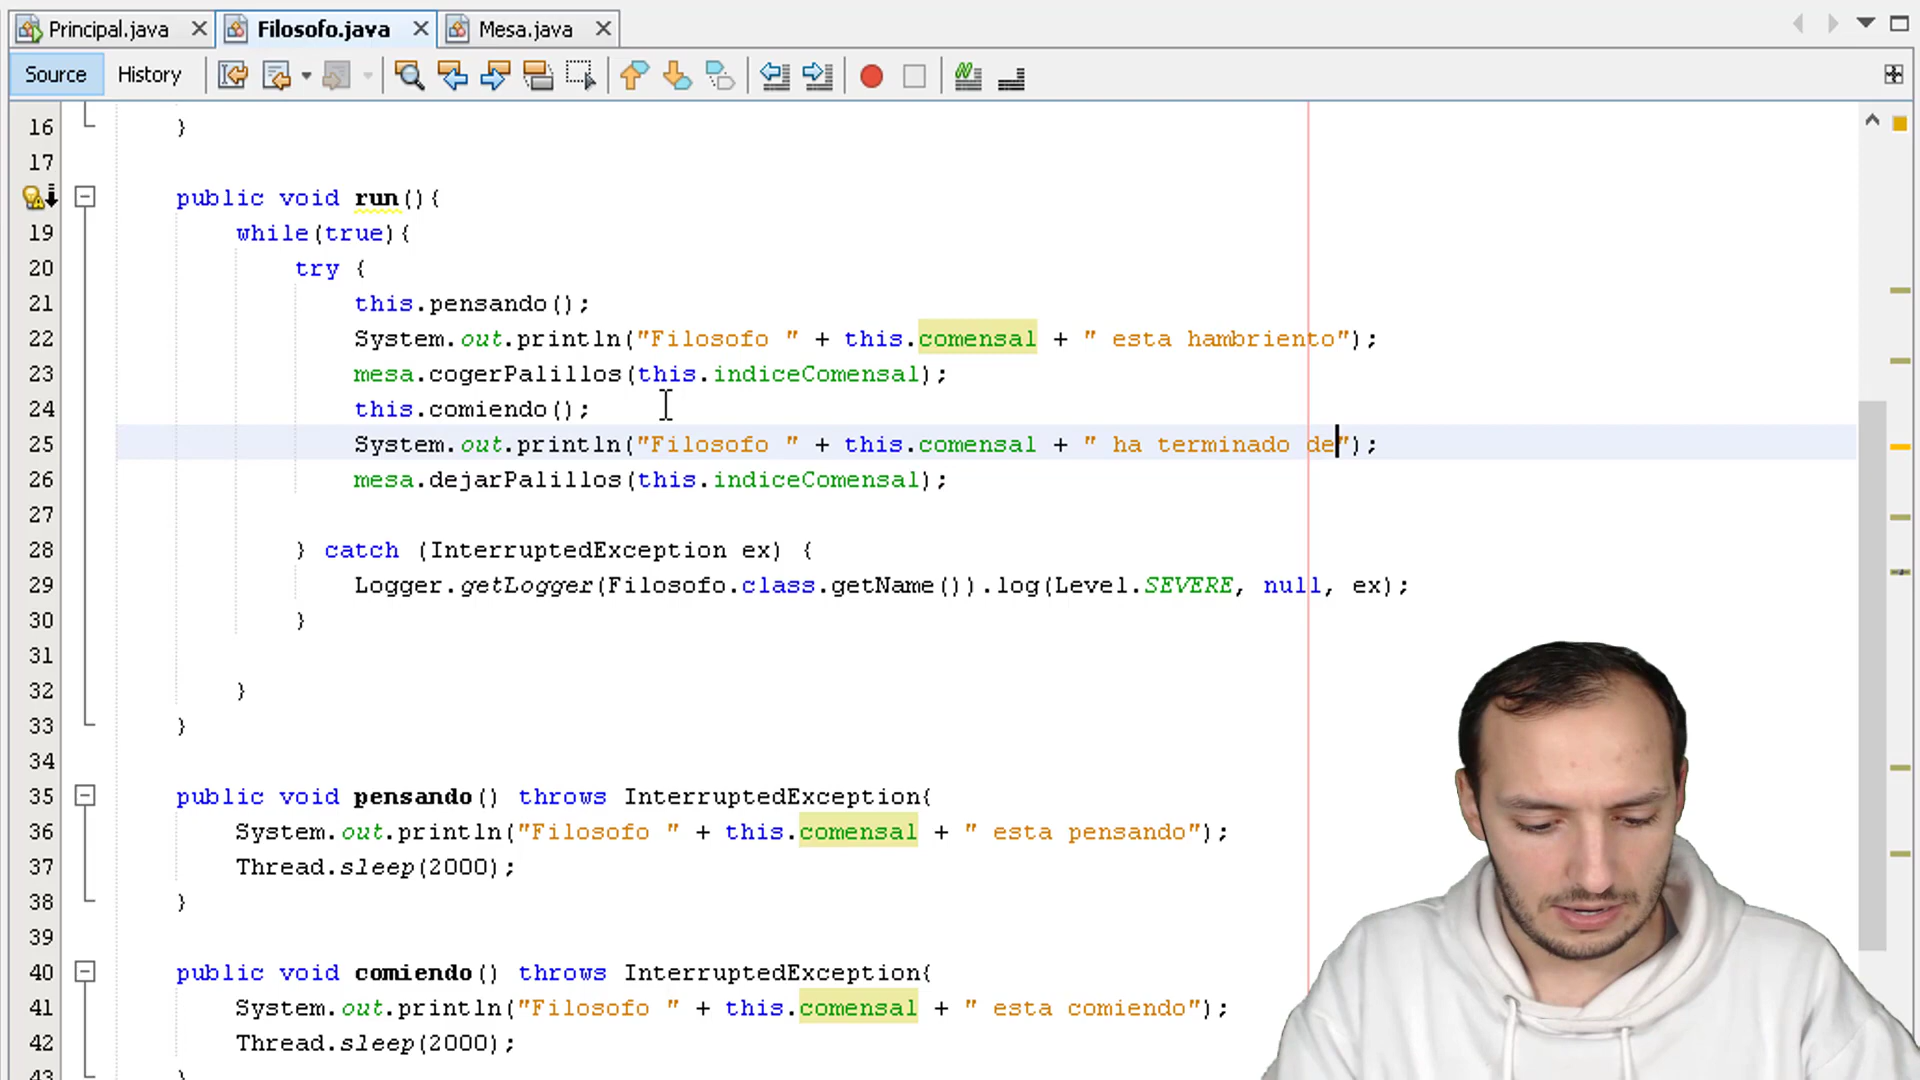 Principal.java Filosofo.java Mesa.java
Source History
16 }
17
public void run(){
19 while(true){
20 try {
21 this.pensando();
22 System.out.println("Filosofo " + this.comensal + " esta hambriento");
23 mesa.cogerPalillos(this.indiceComensal);
24 this.comiendo();
25 System.out.println("Filosofo " + this.comensal + " ha terminado de");
26 mesa.dejarPalillos(this.indiceComensal);
27
28 } catch (InterruptedException ex) {
29 Logger.getLogger(Filosofo.class.getName()).log(Level.SEVERE, null, ex);
30 }
31
32 }
33 }
34
35 public void pensando() throws InterruptedException{
36 System.out.println("Filosofo " + this.comensal + " esta pensando");
37 Thread.sleep(2000);
38 }
39
40 public void comiendo() throws InterruptedException{
41 System.out.println("Filosofo " + this.comensal + " esta comiendo");
42 Thread.sleep(2000);
43 }